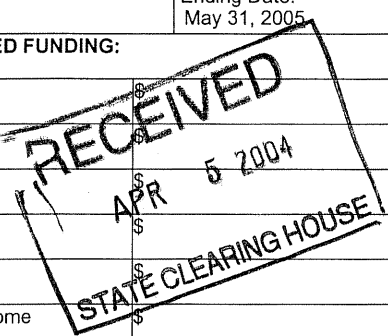 Ending Date:
May 31, 2005
ED FUNDING:
$
RECEIVED
$
$
APR 5 2004
$
$
STATE CLEARING HOUSE
ome
$